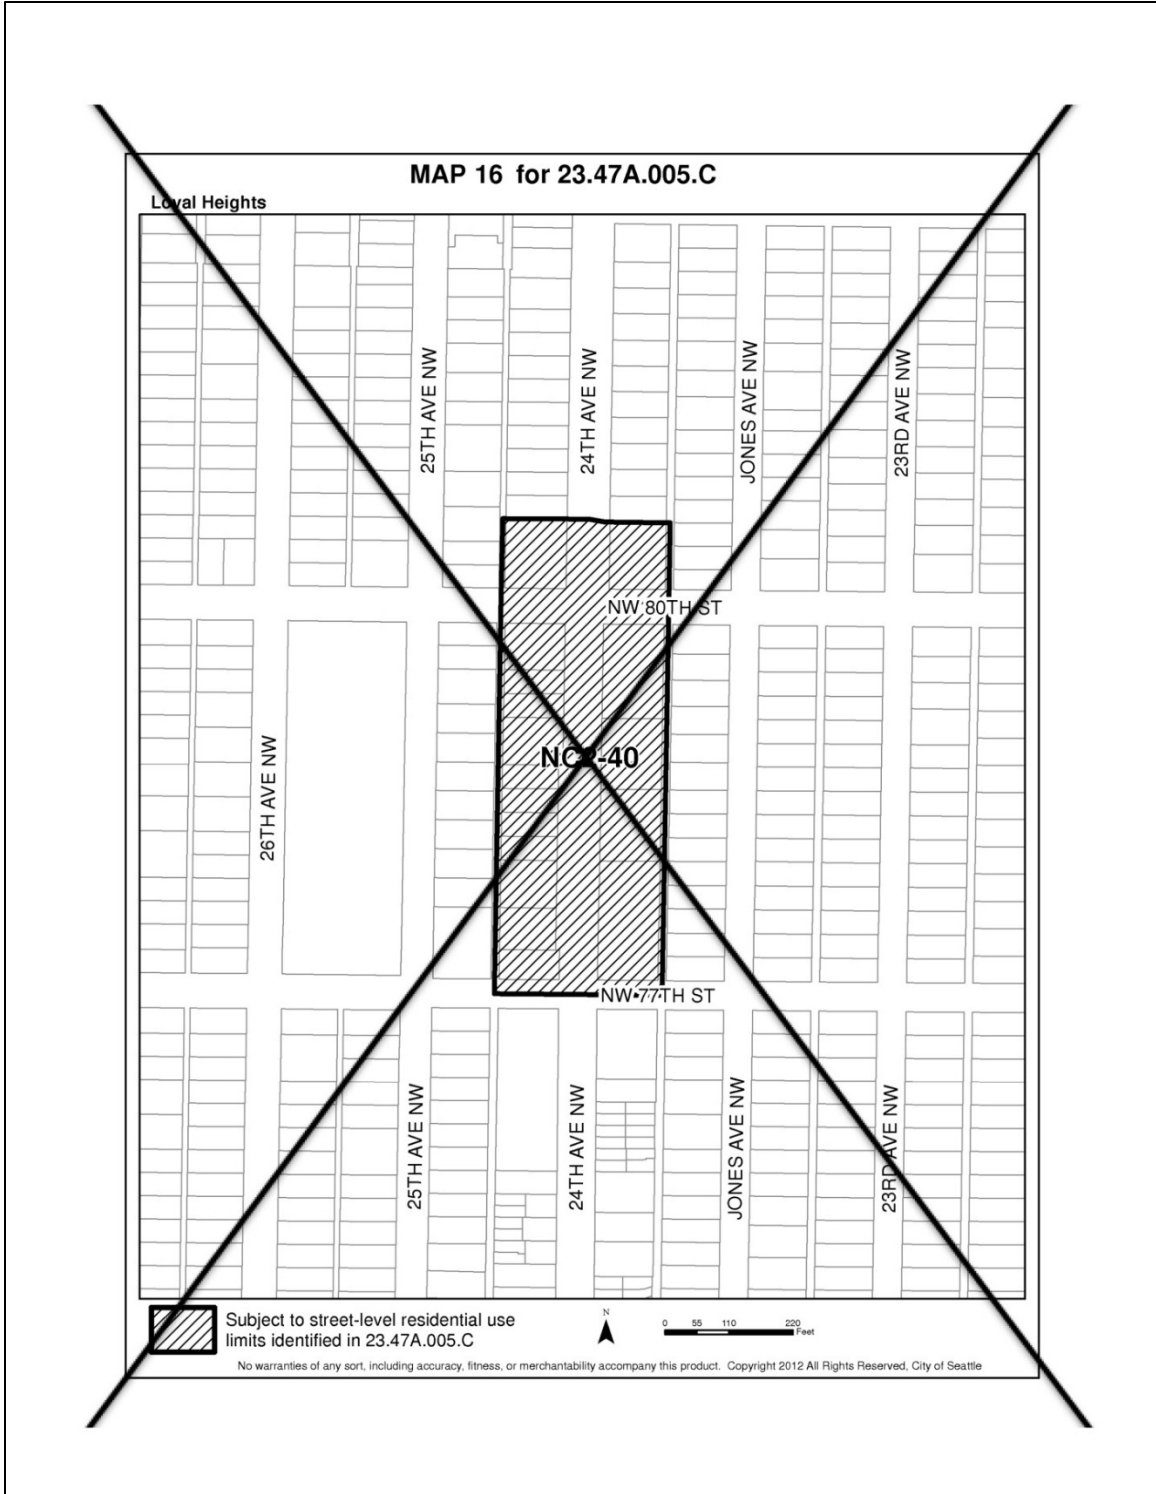 MAP 16 for 23.47A.005.C
Loyal Heights
25TH AVE NW
24TH AVE NW
JONES AVE NW
23RD AVE NW
NW 80TH ST
26TH AVE NW
NC2-40
NW 77TH ST
25TH AVE NW
24TH AVE NW
JONES AVE NW
23RD AVE NW
Subject to street-level residential use
limits identified in 23.47A.005.C
N
0 55 110 220
Feet
No warranties of any sort, including accuracy, fitness, or merchantability accompany this product. Copyright 2012 All Rights Reserved, City of Seattle